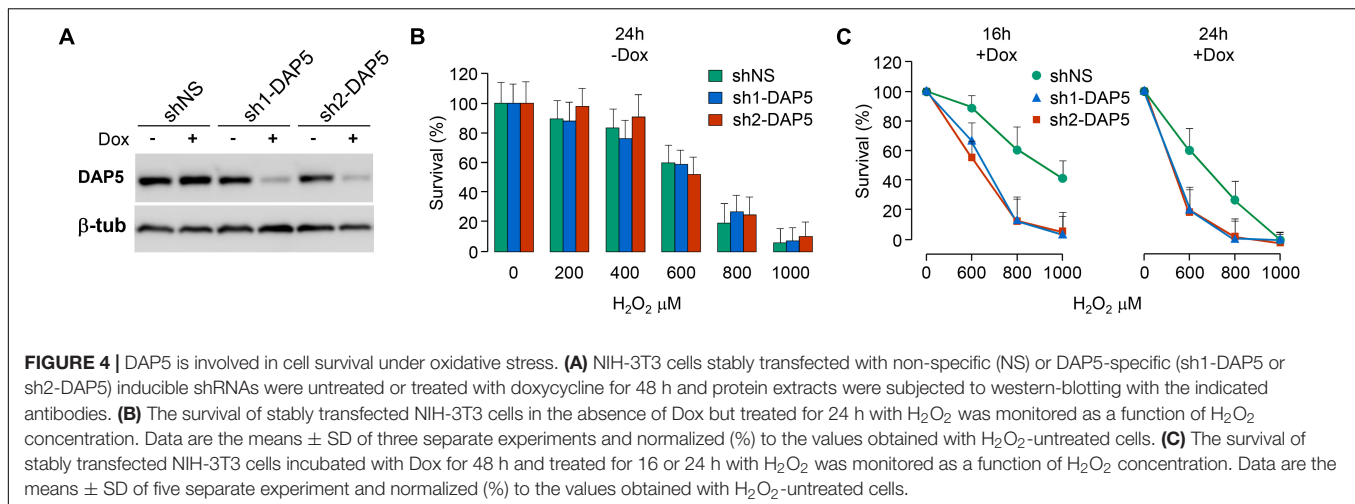 A
shNS
sh1-DAP5
sh2-DAP5
Dox - + - + - +
DAP5
β-tub
B
24h
-Dox
shNS
sh1-DAP5
sh2-DAP5
Survival (%)
120
100
80
60
40
20
0
0 200 400 600 800 1000
H₂O₂ μM
C
16h
+Dox
24h
+Dox
shNS
sh1-DAP5
sh2-DAP5
Survival (%)
120
100
80
60
40
20
0
0 600 800 1000
0 600 800 1000
H₂O₂ μM
FIGURE 4 | DAP5 is involved in cell survival under oxidative stress. (A) NIH-3T3 cells stably transfected with non-specific (NS) or DAP5-specific (sh1-DAP5 or
sh2-DAP5) inducible shRNAs were untreated or treated with doxycycline for 48 h and protein extracts were subjected to western-blotting with the indicated
antibodies. (B) The survival of stably transfected NIH-3T3 cells in the absence of Dox but treated for 24 h with H₂O₂ was monitored as a function of H₂O₂
concentration. Data are the means ± SD of three separate experiments and normalized (%) to the values obtained with H₂O₂-untreated cells. (C) The survival of
stably transfected NIH-3T3 cells incubated with Dox for 48 h and treated for 16 or 24 h with H₂O₂ was monitored as a function of H₂O₂ concentration. Data are the
means ± SD of five separate experiment and normalized (%) to the values obtained with H₂O₂-untreated cells.